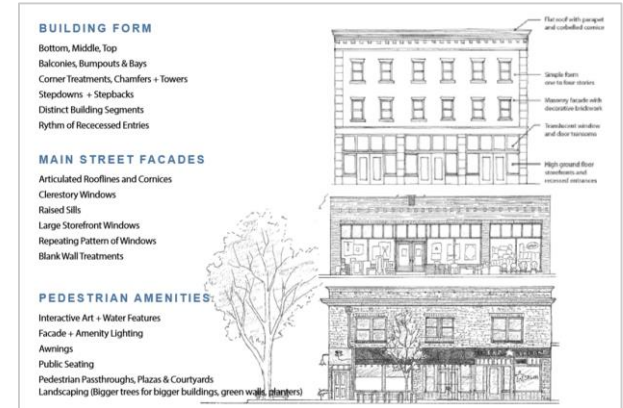 BUILDING FORM
Bottom, Middle, Top
Balconies, Bumpouts & Bays
Corner Treatments, Chamfers + Towers
Stepdowns + Stepbacks
Distinct Building Segments
Rythm of Rececessed Entries
MAIN STREET FACADES
Articulated Rooflines and Cornices
Clerestory Windows
Raised Sills
Large Storefront Windows
Repeating Pattern of Windows
Blank Wall Treatments
PEDESTRIAN AMENITIES:
Interactive Art + Water Features
Facade + Amenity Lighting
Awnings
Public Seating
Pedestrian Passthroughs, Plazas & Courtyards
Landscaping (Bigger trees for bigger buildings, green walls, planters)
Flat roof with parapet
and corbelled cornice
Simple form
one to four stories
Masonry facade with
decorative brickwork
Translucent window
and door transoms
High ground floor
storefronts and
recessed entrances